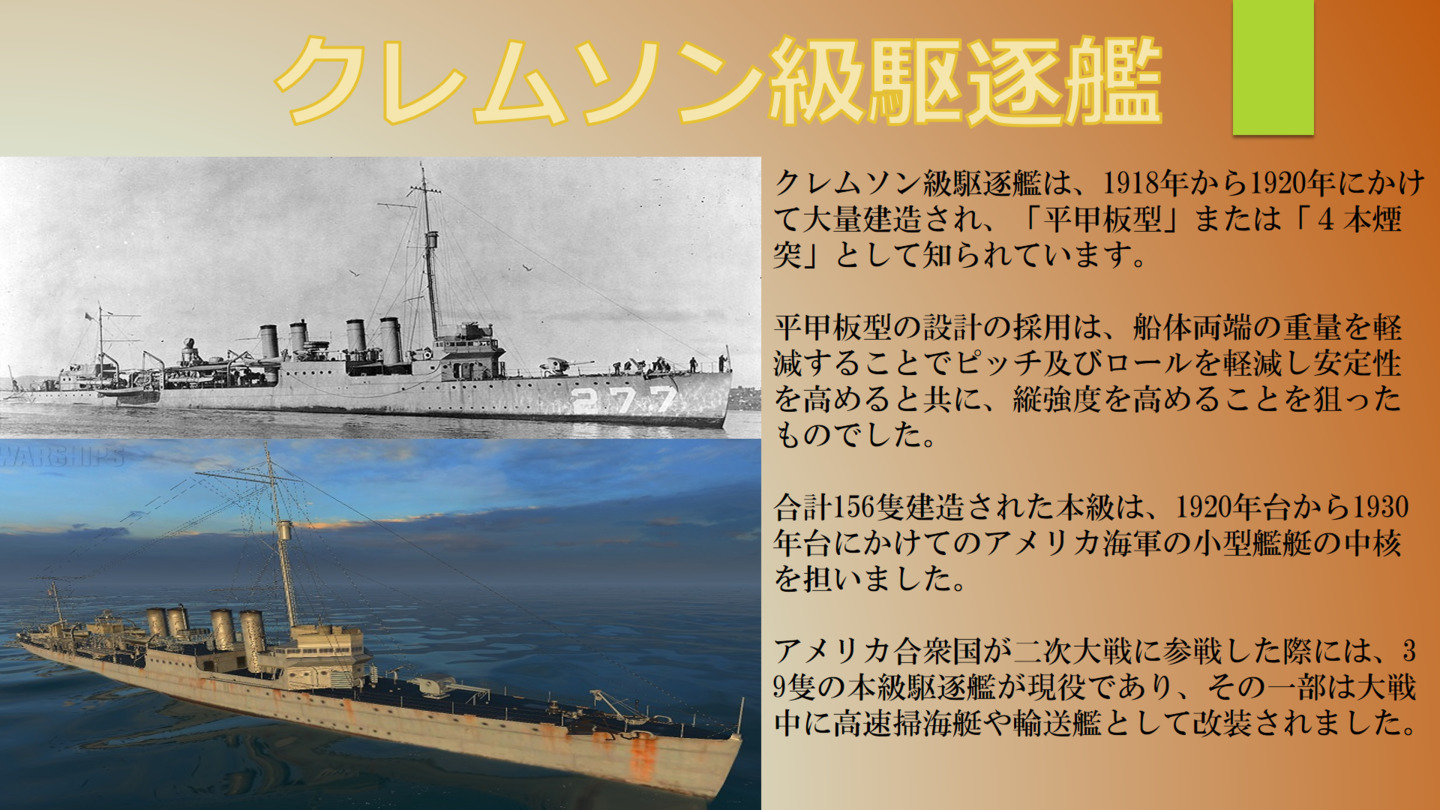 クレムソン級駆逐艦
クレムソン級駆逐艦は、1918年から1920年にかけ
て大量建造され、「平甲板型」または「４本煙
突」として知られています。
平甲板型の設計の採用は、船体両端の重量を軽
減することでピッチ及びロールを軽減し安定性
を高めると共に、縦強度を高めることを狙った
ものでした。
合計156隻建造された本級は、1920年台から1930
年台にかけてのアメリカ海軍の小型艦艇の中核
を担いました。
アメリカ合衆国が二次大戦に参戦した際には、3
9隻の本級駆逐艦が現役であり、その一部は大戦
中に高速掃海艇や輸送艦として改装されました。
277
WARSHIPS